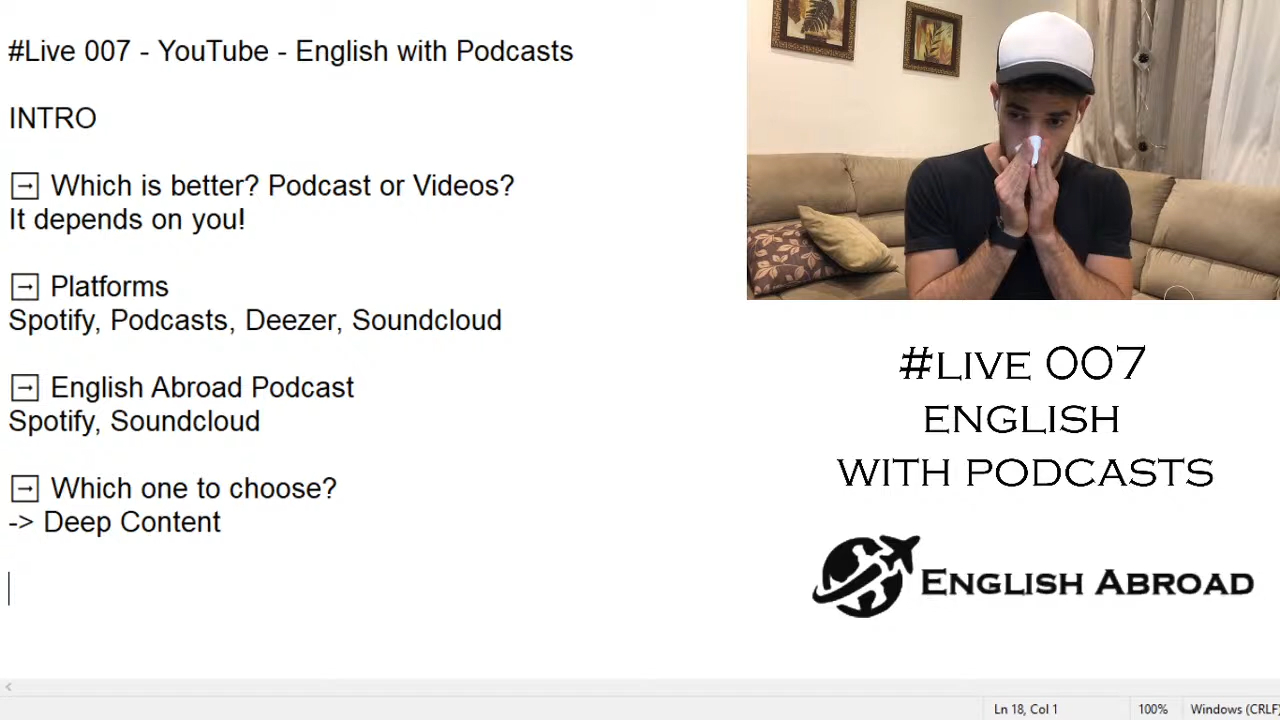 #Live 007 - YouTube - English with Podcasts
INTRO
→ Which is better? Podcast or Videos?
It depends on you!
→ Platforms
Spotify, Podcasts, Deezer, Soundcloud
→ English Abroad Podcast
Spotify, Soundcloud
→ Which one to choose?
-> Deep Content
#LIVE 007
ENGLISH
WITH PODCASTS
ENGLISH ABROAD
Ln 18, Col 1
100%
Windows (CRLF